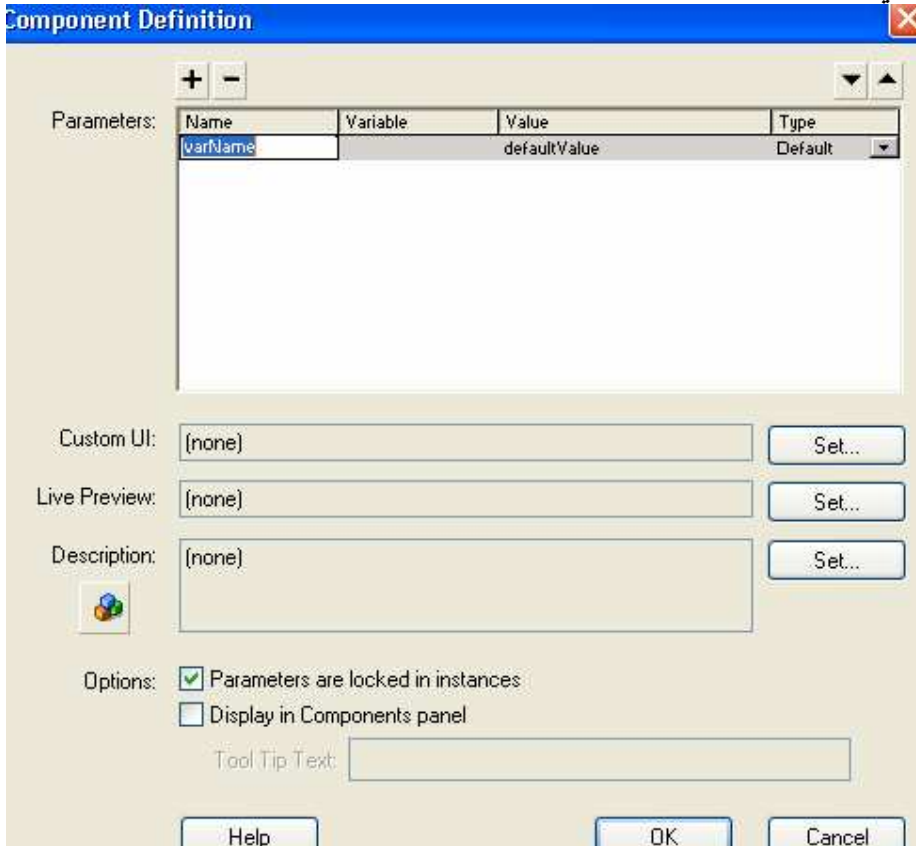 Component Definition
+ -
Parameters: Name Variable Value Type
varName defaultValue Default
Custom UI: (none) Set...
Live Preview: (none) Set...
Description: (none) Set...
Options: Parameters are locked in instances
Display in Components panel
Tool Tip Text:
Help OK Cancel